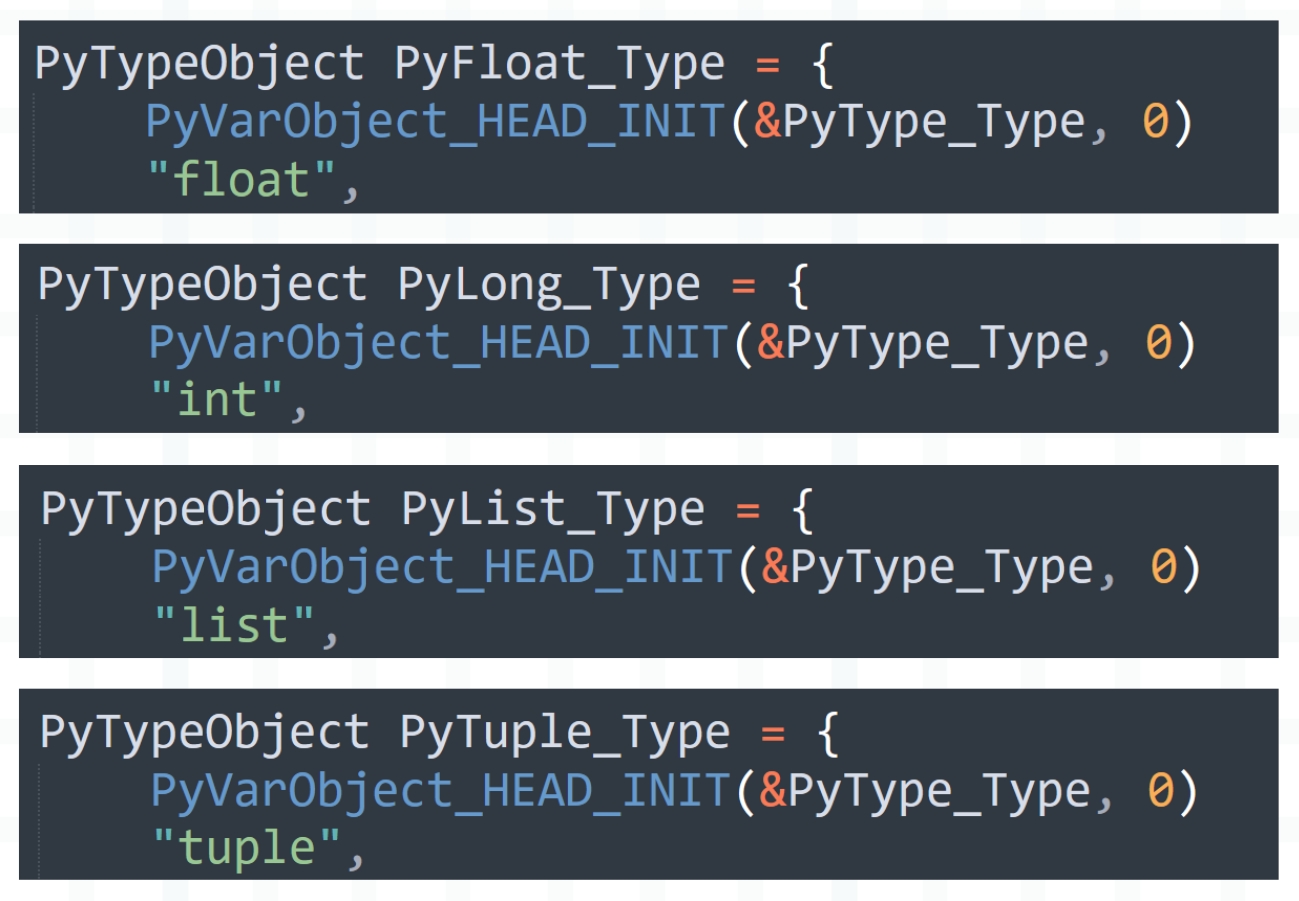 PyTypeObject PyFloat_Type = {
PyVarObject_HEAD_INIT(&PyType_Type, 0)
"float",
PyTypeObject PyLong_Type = {
PyVarObject_HEAD_INIT(&PyType_Type, 0)
"int",
PyTypeObject PyList_Type = {
PyVarObject_HEAD_INIT(&PyType_Type, 0)
"list",
PyTypeObject PyTuple_Type = {
PyVarObject_HEAD_INIT(&PyType_Type, 0)
"tuple",